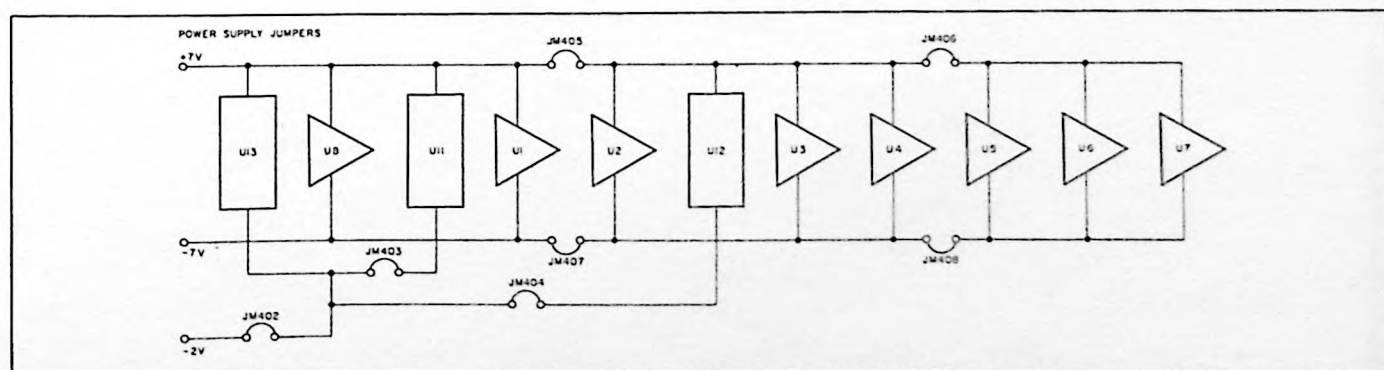 POWER SUPPLY JUMPERS
+7V
JM405
JM406
U13
U8
U11
U1
U2
U12
U3
U4
U5
U6
U7
-7V
JM403
JM407
JM408
JM404
JM402
-2V